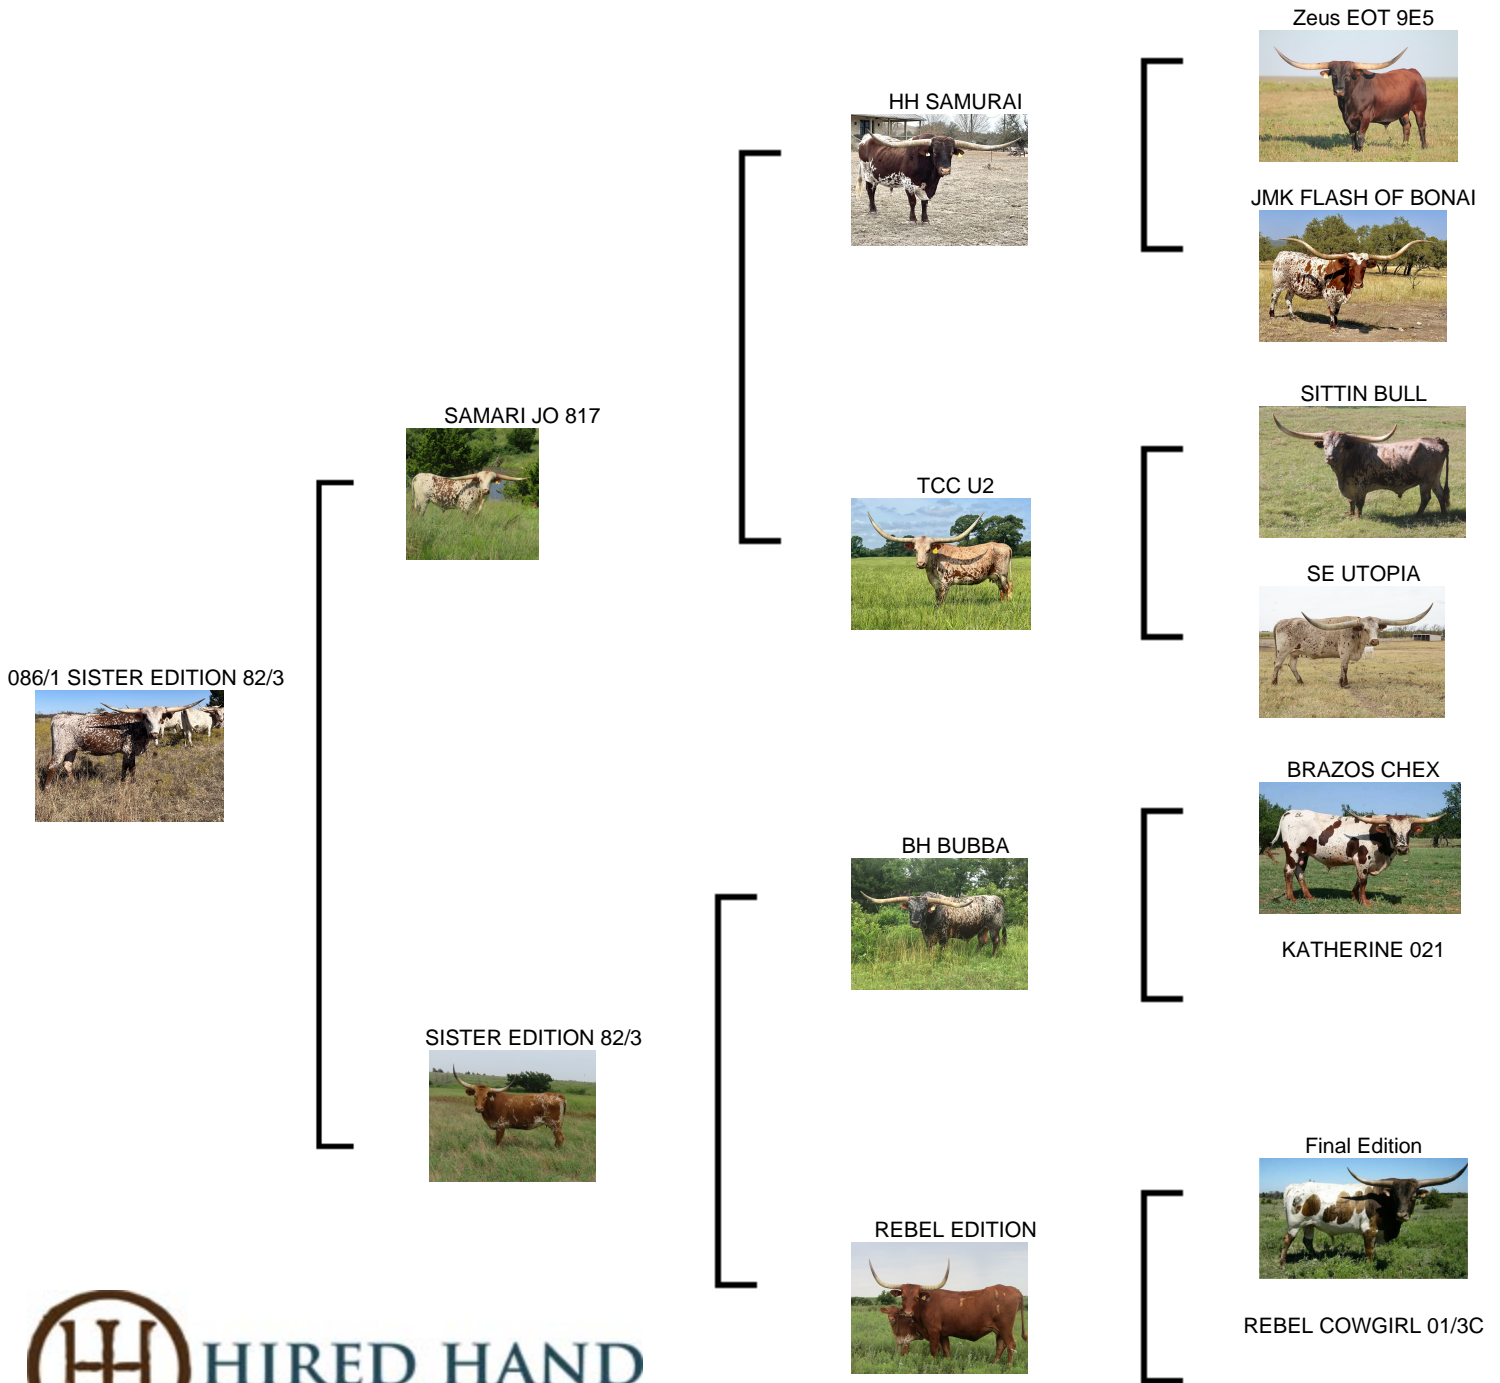 Zeus EOT 9E5
HH SAMURAI
JMK FLASH OF BONAI
SITTIN BULL
SAMARI JO 817
TCC U2
SE UTOPIA
086/1 SISTER EDITION 82/3
BRAZOS CHEX
BH BUBBA
KATHERINE 021
SISTER EDITION 82/3
Final Edition
REBEL EDITION
REBEL COWGIRL 01/3C
HIRED HAND